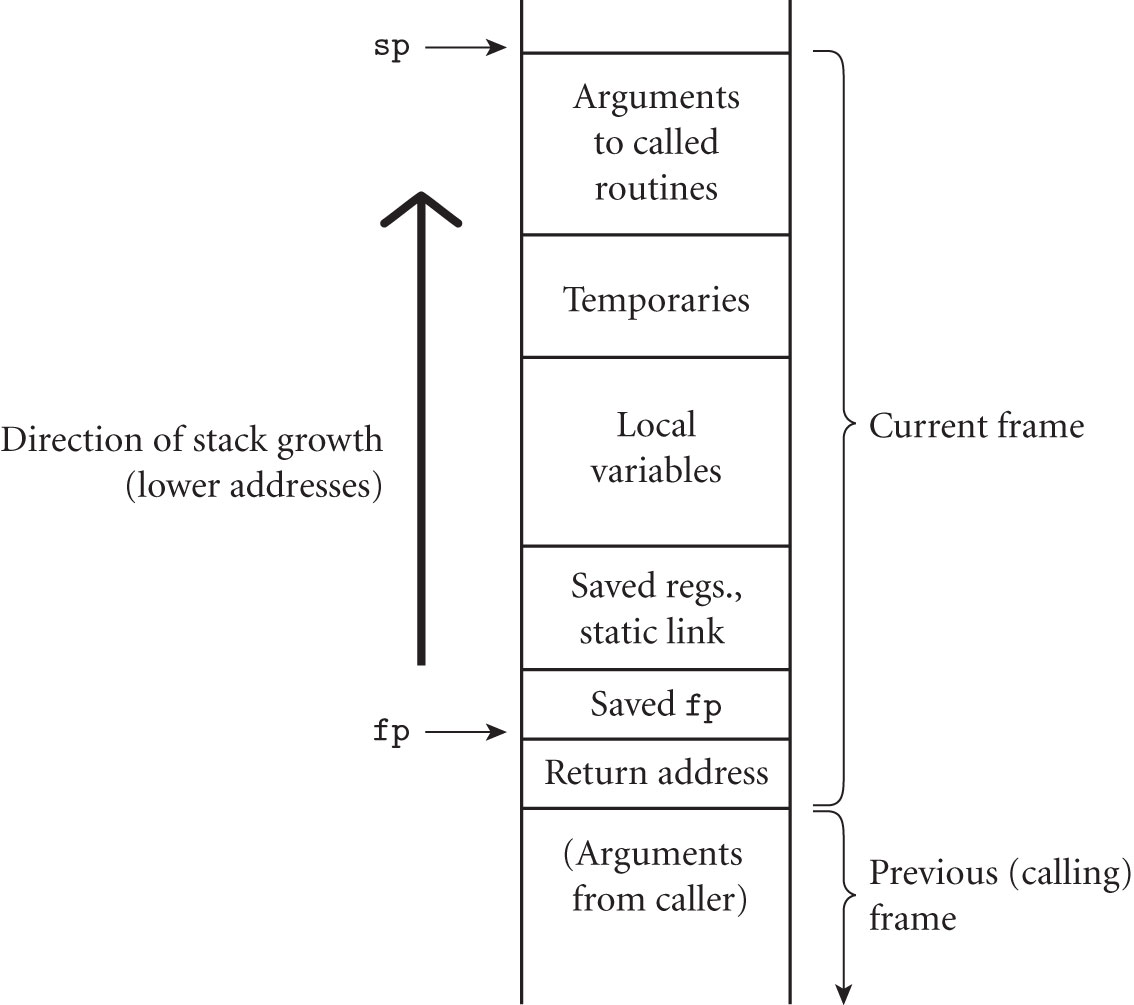 sp
Arguments
to called
routines
Temporaries
Direction of stack growth
(lower addresses)
Local
variables
Current frame
Saved regs.,
static link
Saved fp
fp
Return address
(Arguments
from caller)
Previous (calling)
frame